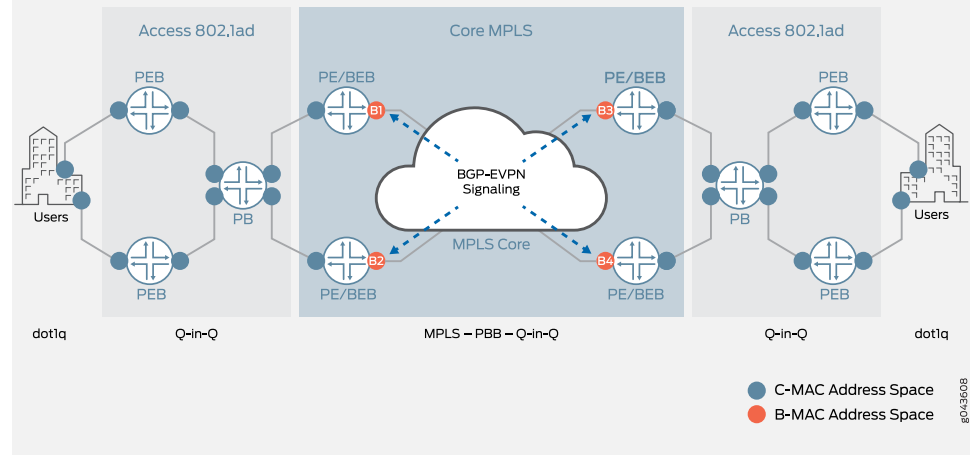 Access 802.1ad
Core MPLS
Access 802.1ad
PEB
PE/BEB
PE/BEB
PEB
B1
B3
BGP-EVPN
Signaling
Users
PB
PB
Users
MPLS Core
B2
B4
PEB
PE/BEB
PE/BEB
PEB
dot1q
Q-in-Q
MPLS – PBB – Q-in-Q
Q-in-Q
dot1q
C-MAC Address Space
B-MAC Address Space
g043608